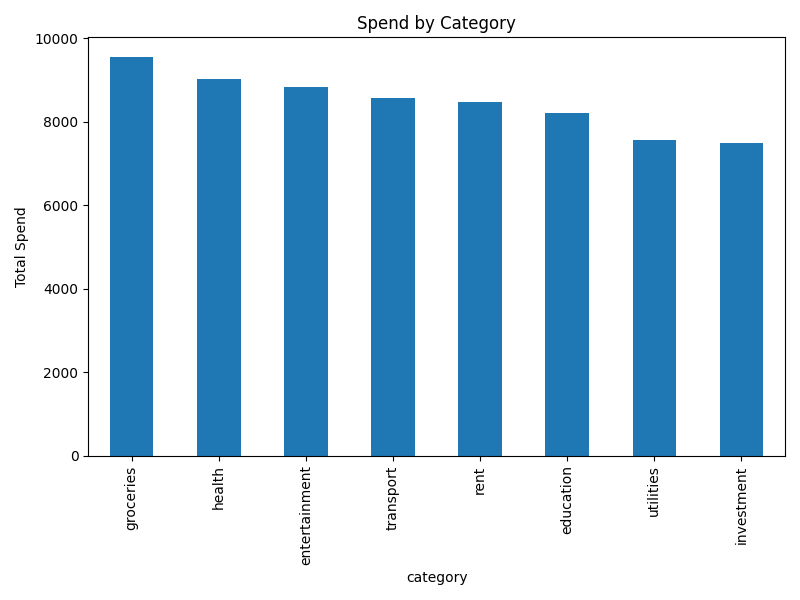 Spend by Category
Total Spend
10000
8000
6000
4000
2000
0
groceries
health
entertainment
transport
rent
education
utilities
investment
category